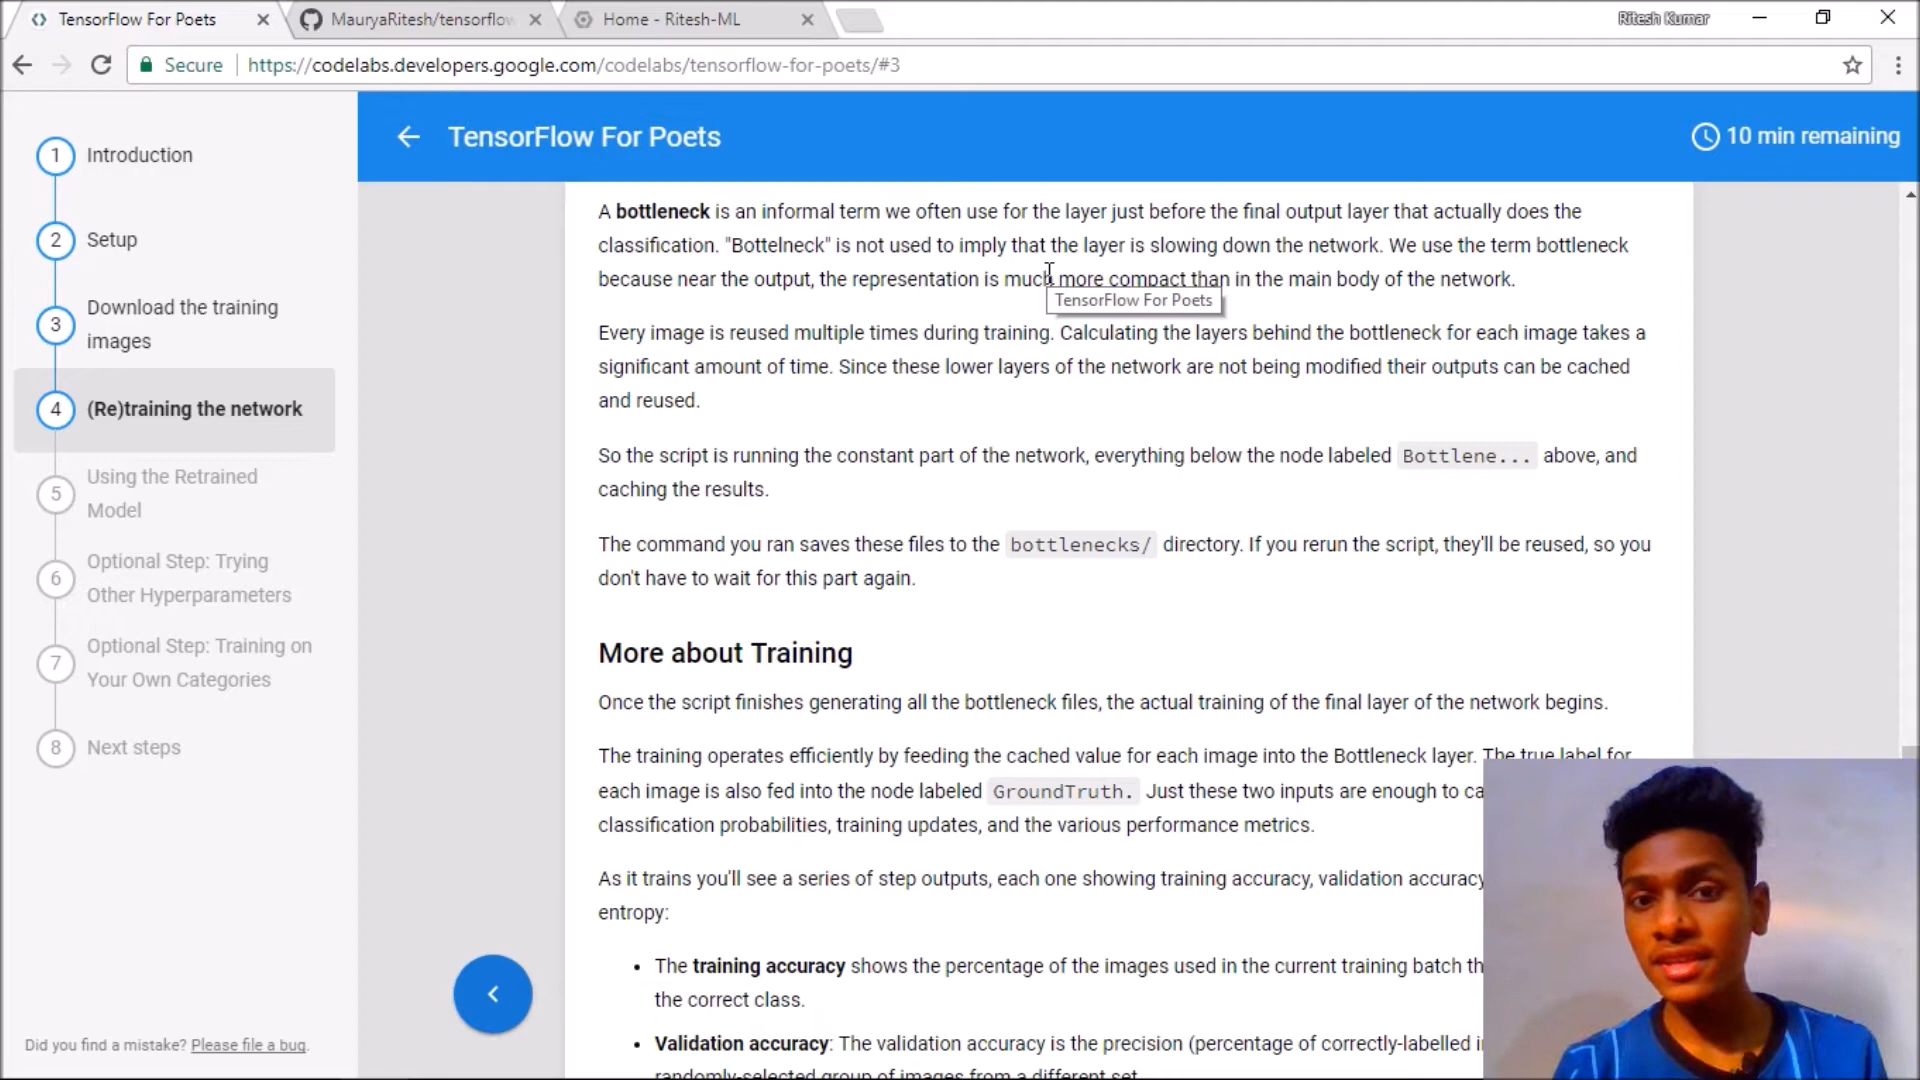 TensorFlow For Poets
MauryaRitesh/tensorflow
Home - Ritesh-ML
Ritesh Kumar
Secure
https://codelabs.developers.google.com/codelabs/tensorflow-for-poets/#3
TensorFlow For Poets
10 min remaining
1 Introduction
2 Setup
3 Download the training
images
4 (Re)training the network
5 Using the Retrained
Model
6 Optional Step: Trying
Other Hyperparameters
7 Optional Step: Training on
Your Own Categories
8 Next steps
Did you find a mistake? Please file a bug.
A bottleneck is an informal term we often use for the layer just before the final output layer that actually does the
classification. "Bottelneck" is not used to imply that the layer is slowing down the network. We use the term bottleneck
because near the output, the representation is much more compact than in the main body of the network.
TensorFlow For Poets
Every image is reused multiple times during training. Calculating the layers behind the bottleneck for each image takes a
significant amount of time. Since these lower layers of the network are not being modified their outputs can be cached
and reused.
So the script is running the constant part of the network, everything below the node labeled Bottlene... above, and
caching the results.
The command you ran saves these files to the bottlenecks/ directory. If you rerun the script, they'll be reused, so you
don't have to wait for this part again.
More about Training
Once the script finishes generating all the bottleneck files, the actual training of the final layer of the network begins.
The training operates efficiently by feeding the cached value for each image into the Bottleneck layer. The true label for
each image is also fed into the node labeled GroundTruth. Just these two inputs are enough to ca
classification probabilities, training updates, and the various performance metrics.
As it trains you'll see a series of step outputs, each one showing training accuracy, validation accuracy
entropy:
• The training accuracy shows the percentage of the images used in the current training batch th
the correct class.
• Validation accuracy: The validation accuracy is the precision (percentage of correctly-labelled i
randomly-selected group of images from a different set.